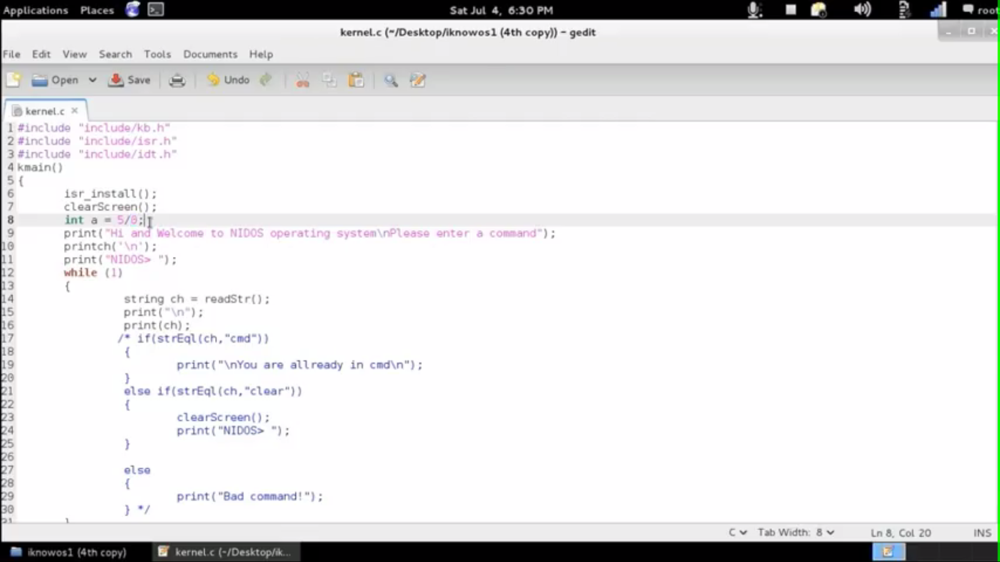 Applications Places Sat Jul 4, 6:30 PM root
kernel.c (~/Desktop/iknowos1 (4th copy)) - gedit
File Edit View Search Tools Documents Help
Open Save Undo
kernel.c
1 #include "include/kb.h"
2 #include "include/isr.h"
3 #include "include/idt.h"
4 kmain()
5 {
6 isr_install();
7 clearScreen();
8 int a = 5/0;
9 print("Hi and Welcome to NIDOS operating system\nPlease enter a command");
10 printch('\n');
11 print("NIDOS> ");
12 while (1)
13 {
14 string ch = readStr();
15 print("\n");
16 print(ch);
17 /* if(strEql(ch,"cmd"))
18 {
19 print("\nYou are allready in cmd\n");
20 }
21 else if(strEql(ch,"clear"))
22 {
23 clearScreen();
24 print("NIDOS> ");
25 }
26
27 else
28 {
29 print("Bad command!");
30 } */
31 }
C Tab Width: 8 Ln 8, Col 20 INS
iknowos1 (4th copy) kernel.c (~/Desktop/ik...